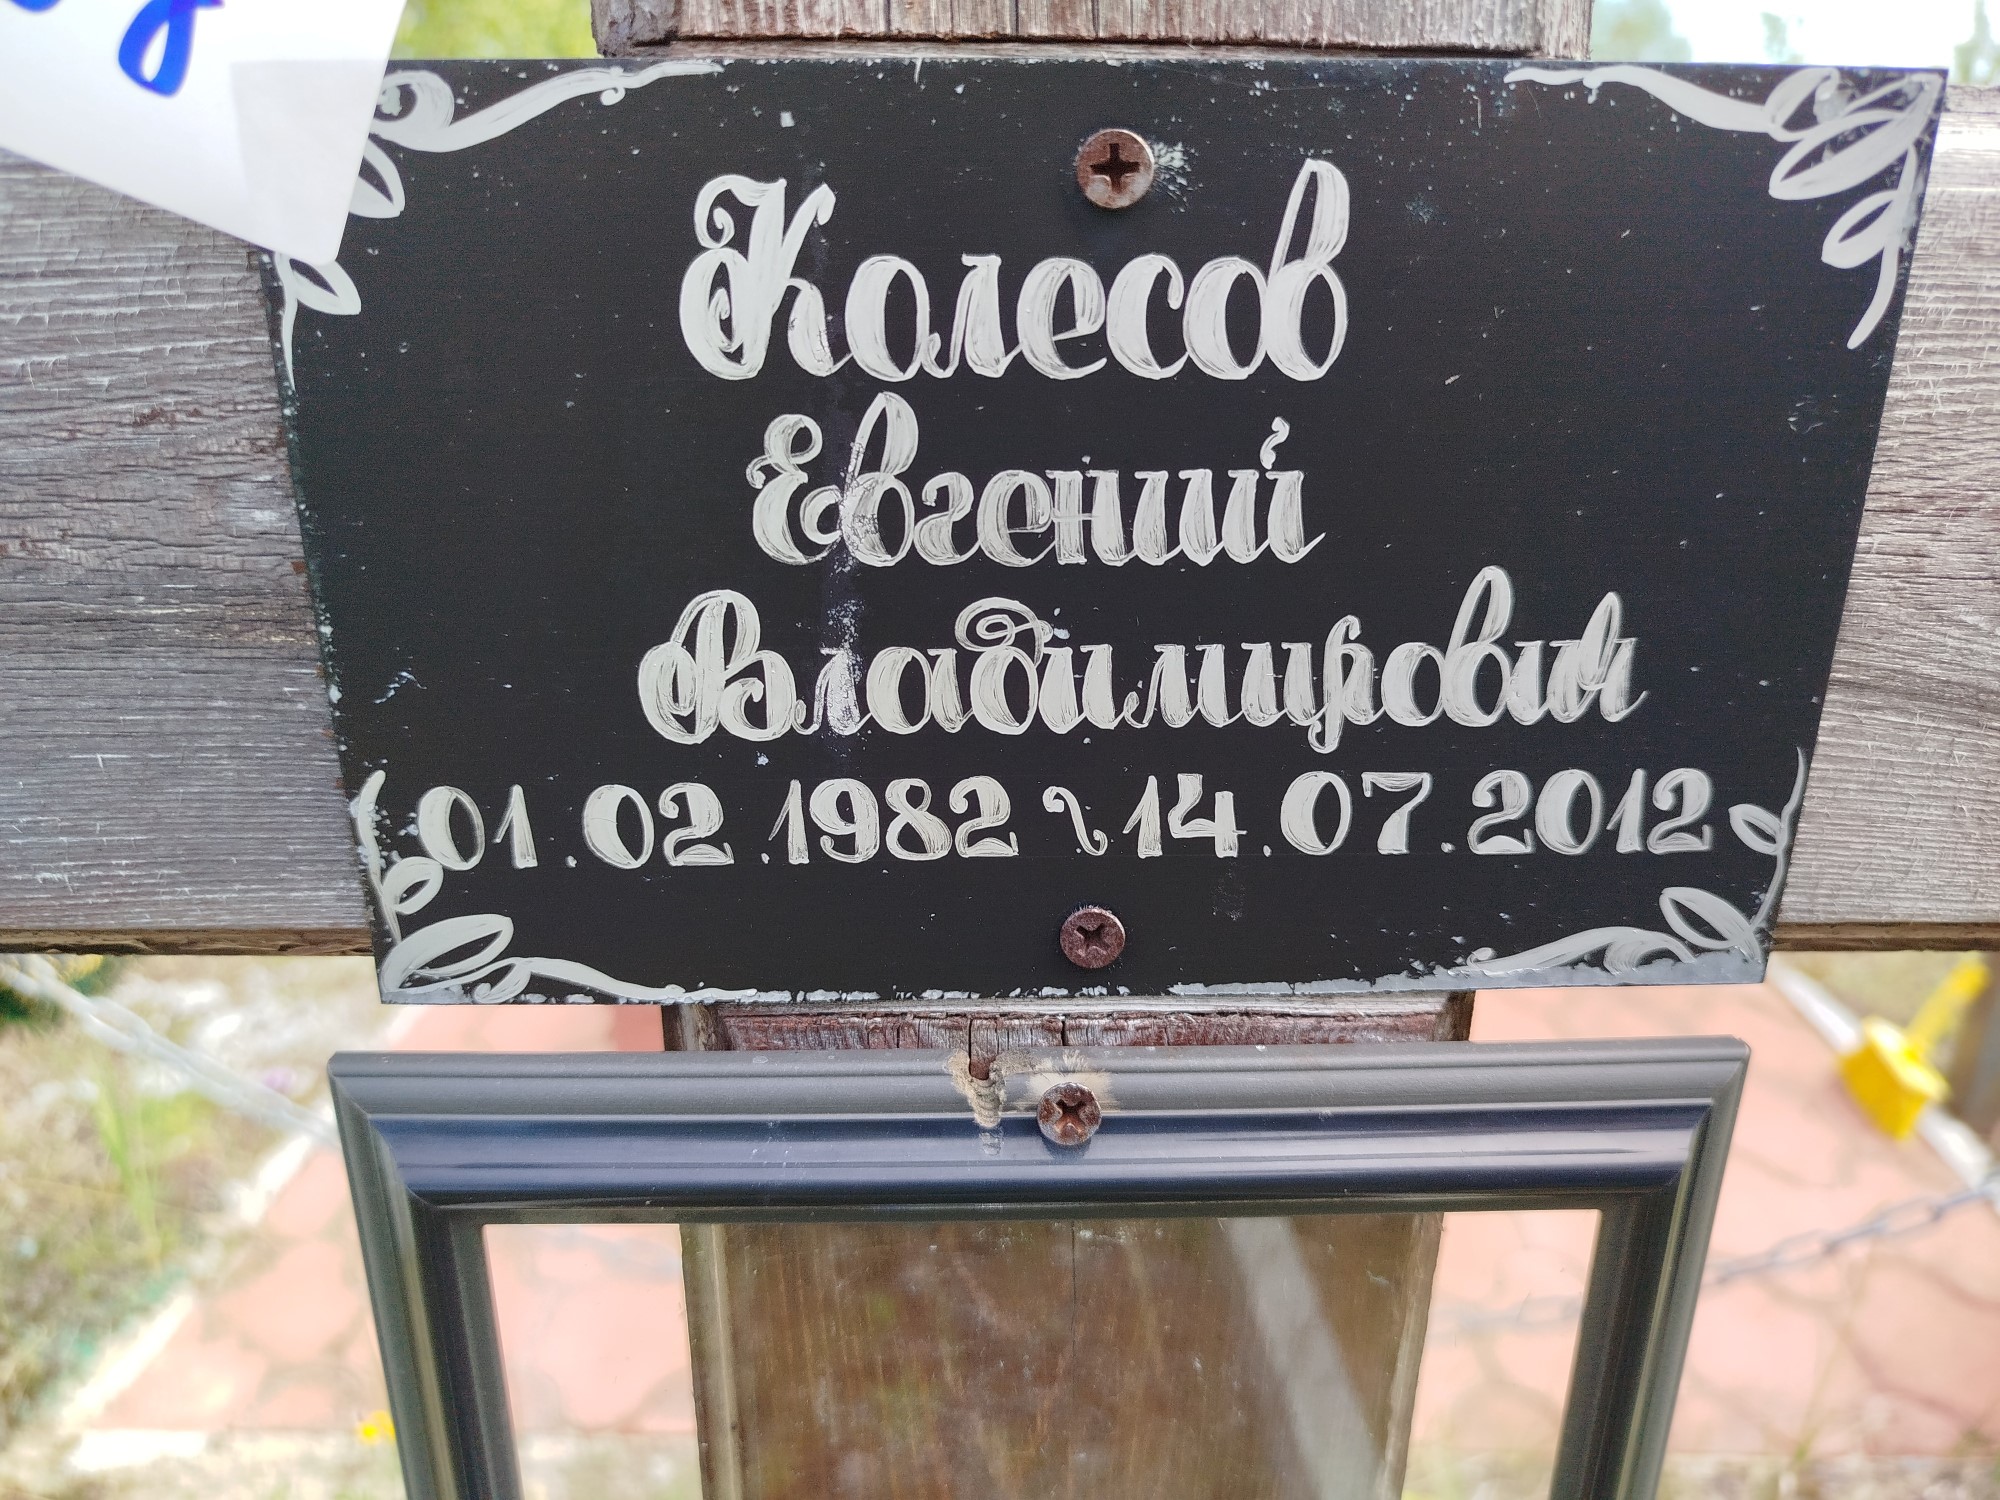 Колесов
Евгений
Владимирович
01.02.1982 ~ 14.07.2012